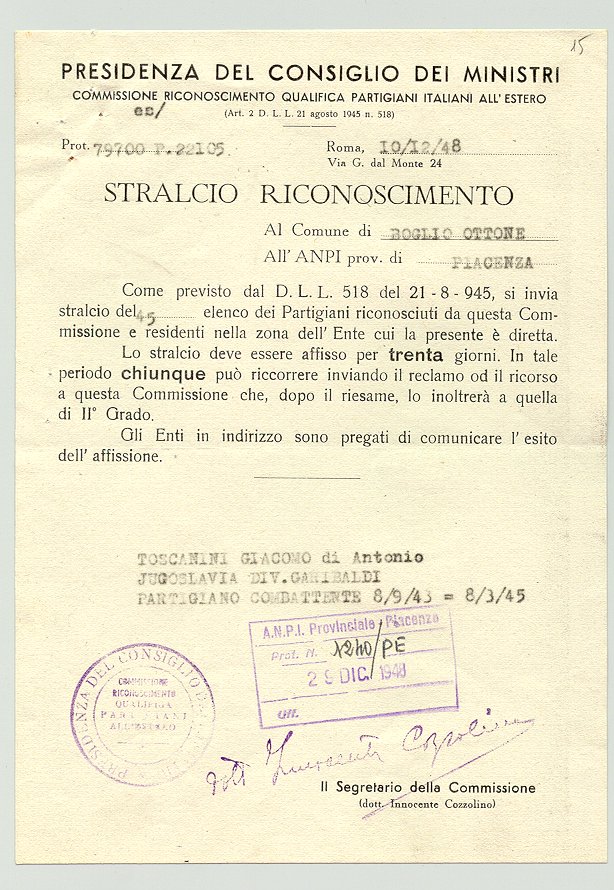 15
PRESIDENZA DEL CONSIGLIO DEI MINISTRI
COMMISSIONE RICONOSCIMENTO QUALIFICA PARTIGIANI ITALIANI ALL'ESTERO
es/
(Art. 2 D. L. L. 21 agosto 1945 n. 518)
Prot. 79700 P.22105 Roma, 10/12/48
Via G. dal Monte 24
STRALCIO RICONOSCIMENTO
Al Comune di BOGLIO OTTONE
All'ANPI prov. di PIACENZA
Come previsto dal D. L. L. 518 del 21 - 8 - 945, si invia
stralcio del 45 elenco dei Partigiani riconosciuti da questa Com-
missione e residenti nella zona dell'Ente cui la presente è diretta.
Lo stralcio deve essere affisso per trenta giorni. In tale
periodo chiunque può riccorrere inviando il reclamo od il ricorso
a questa Commissione che, dopo il riesame, lo inoltrerà a quella
di II° Grado.
Gli Enti in indirizzo sono pregati di comunicare l'esito
dell'affissione.
TOSCANINI GIACOMO di Antonio
JUGOSLAVIA DIV.GARIBALDI
PARTIGIANO COMBATTERTE 8/9/43 = 8/3/45
A.N.P.I. Provinciale Piacenza
Prot. N. 1240/PE
29 DIC. 1948
Uff.
PRESIDENZA DEL CONSIGLIO DEI
COMMISSIONE
RICONOSCIMENTO
QUALIFICA
PARTIGIANI
ALL'ESTERO
dott Innocente Cozzolino
Il Segretario della Commissione
(dott. Innocente Cozzolino)